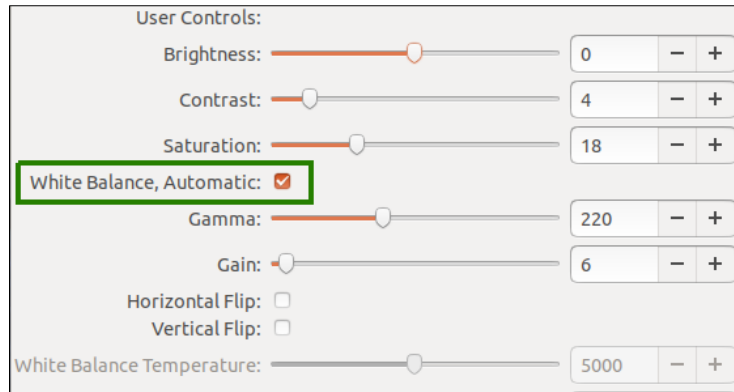 User Controls:
Brightness: 0 − +
Contrast: 4 − +
Saturation: 18 − +
White Balance, Automatic:
Gamma: 220 − +
Gain: 6 − +
Horizontal Flip:
Vertical Flip:
White Balance Temperature: 5000 − +